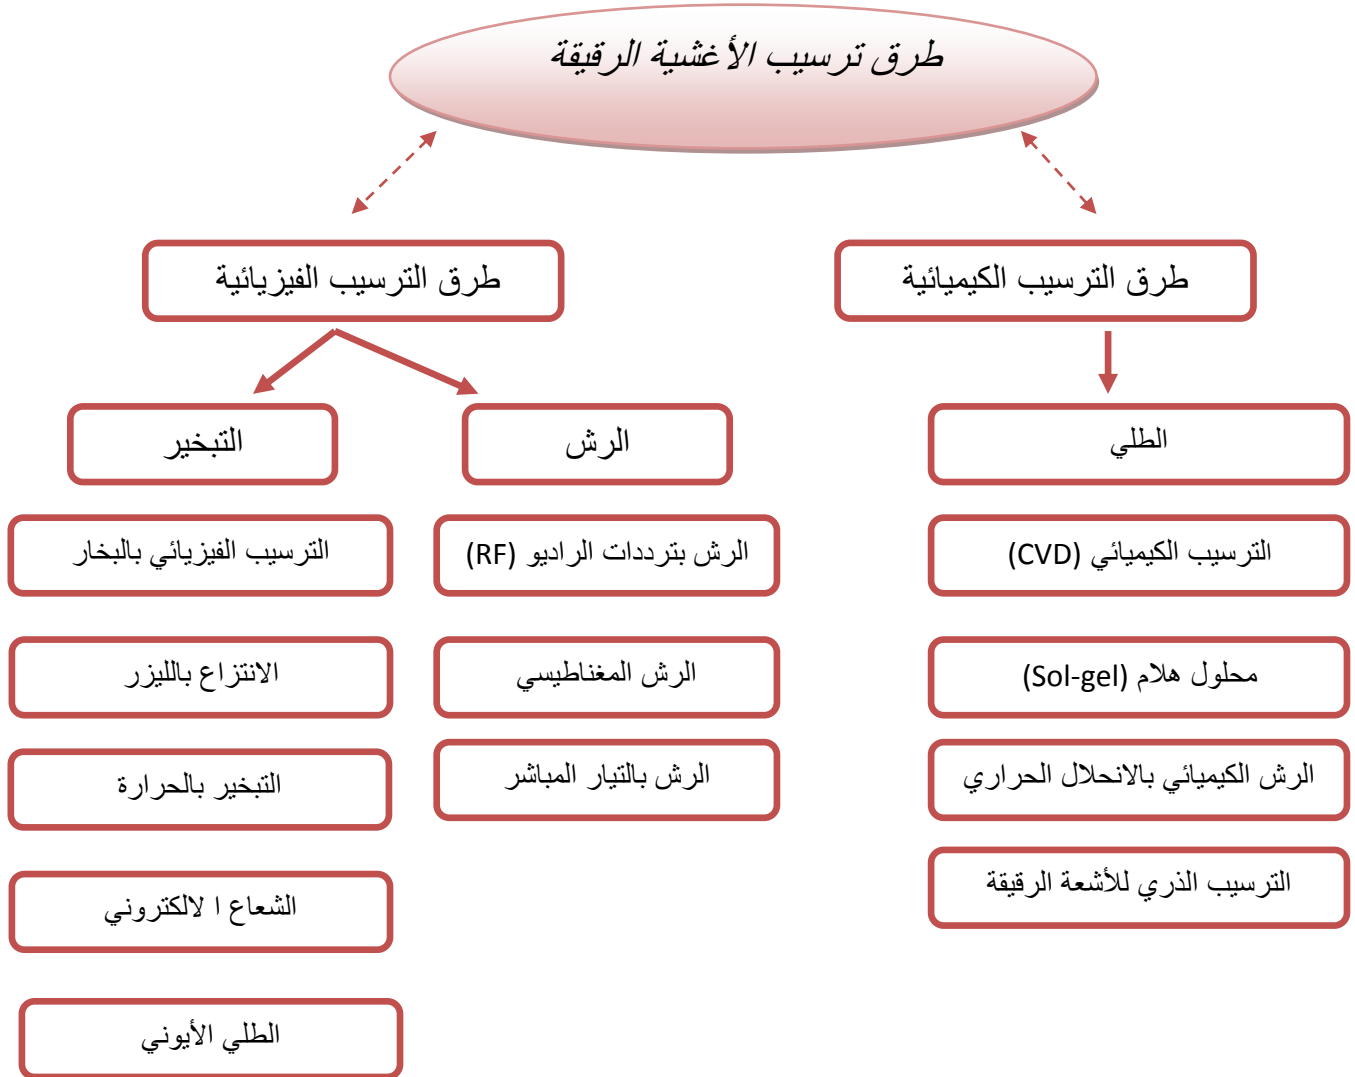 طرق ترسيب الأغشية الرقيقة
طرق الترسيب الكيميائية
طرق الترسيب الفيزيائية
الطلي
الرش
التبخير
الترسيب الكيميائي (CVD)
الرش بترددات الراديو (RF)
الترسيب الفيزيائي بالبخار
محلول هلام (Sol-gel)
الرش المغناطيسي
الانتزاع بالليزر
الرش الكيميائي بالانحلال الحراري
الرش بالتيار المباشر
التبخير بالحرارة
الترسيب الذري للأشعة الرقيقة
الشعاع ا لالكتروني
الطلي الأيوني